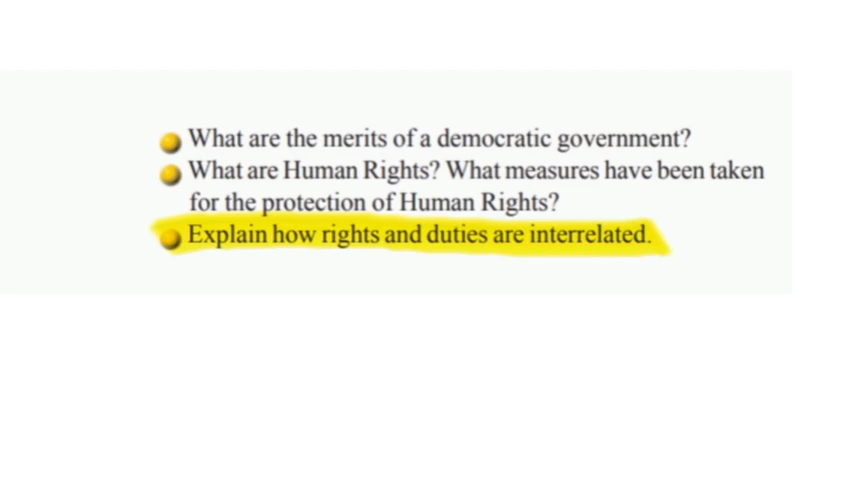 What are the merits of a democratic government?
What are Human Rights? What measures have been taken
for the protection of Human Rights?
Explain how rights and duties are interrelated.